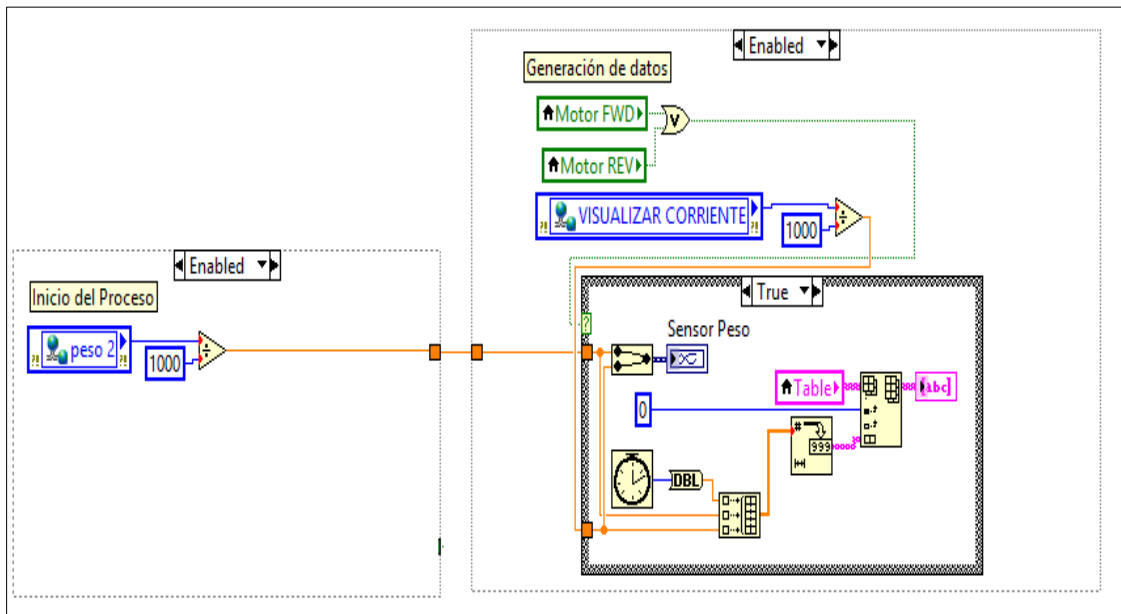 Enabled
Generación de datos
Motor FWD
V
Motor REV
?! VISUALIZAR CORRIENTE ?!
1000
÷
Enabled
Inicio del Proceso
?! peso 2 ?!
1000
÷
True
?
Sensor Peso
Table
abc
0
#
999
DBL